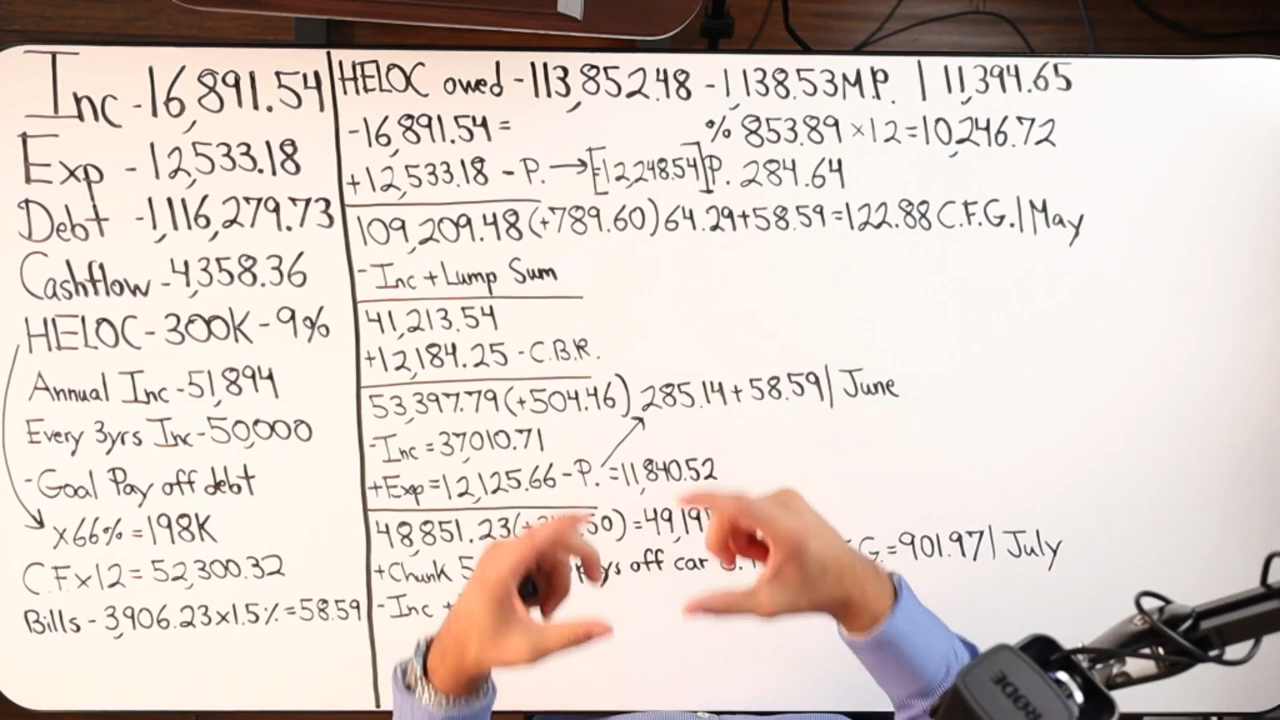 Inc - 16,891.54
Exp - 12,533.18
Debt - 1,116,279.73
Cashflow - 4,358.36
HELOC - 300K - 9%
Annual Inc - 51,894
Every 3yrs Inc - 50,000
- Goal Pay off debt
x66% = 198K
C.F x 12 = 52,300.32
Bills - 3,906.23 x 1.5% = 58.59
HELOC owed - 113,852.48 - 1,138.53 M.P. | 11,394.65
- 16,891.54 = % 853.89 x 12 = 10,246.72
+ 12,533.18 - P. → [12,248.54] P. 284.64
109,209.48 (+789.60) 64.29 + 58.59 = 122.88 C.F.G. | May
- Inc + Lump Sum
41,213.54
+ 12,184.25 - C.B.R.
53,397.79 (+504.46) 285.14 + 58.59 | June
- Inc = 37010.71
+ Exp = 12,125.66 - P. = 11,840.52
48,851.23 ( = 49,19 G. = 901.97 | July
+ Chunk 5 off car
- Inc +
RODE